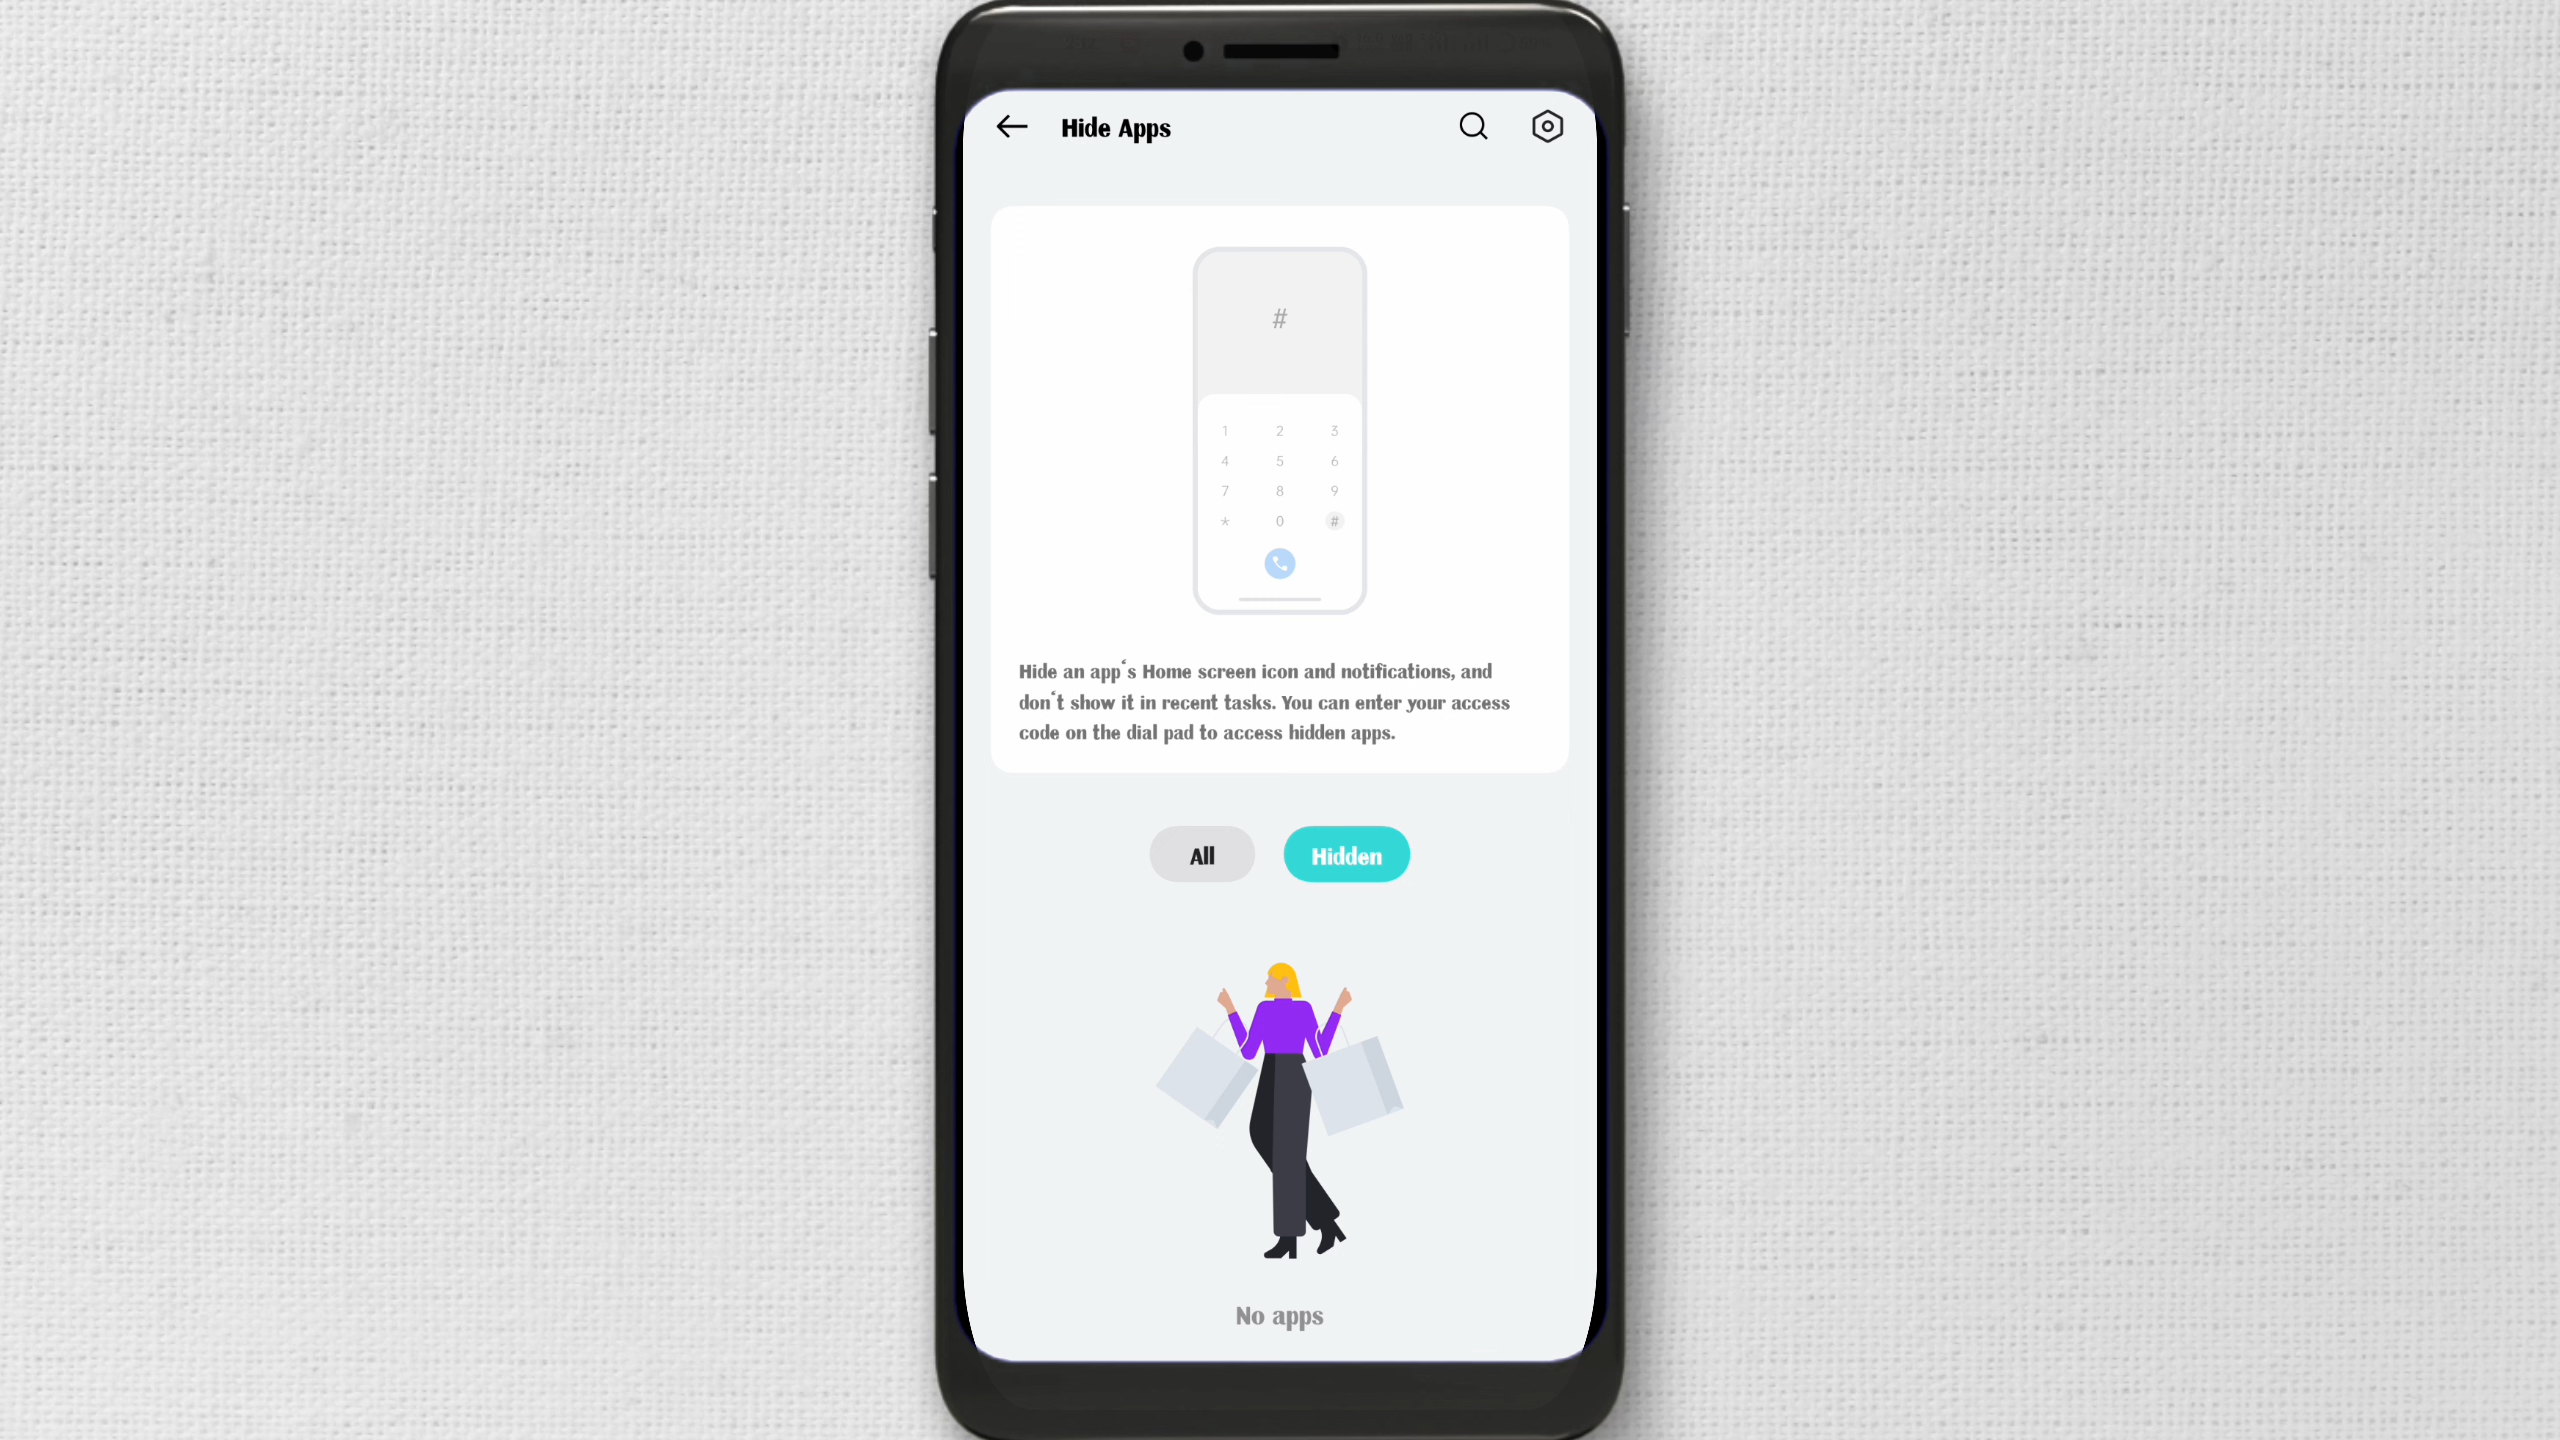 Hide Apps
#
1 2 3
4 5 6
7 8 9
* 0 #
Hide an app‘s Home screen icon and notifications, and
don‘t show it in recent tasks. You can enter your access
code on the dial pad to access hidden apps.
All Hidden
No apps